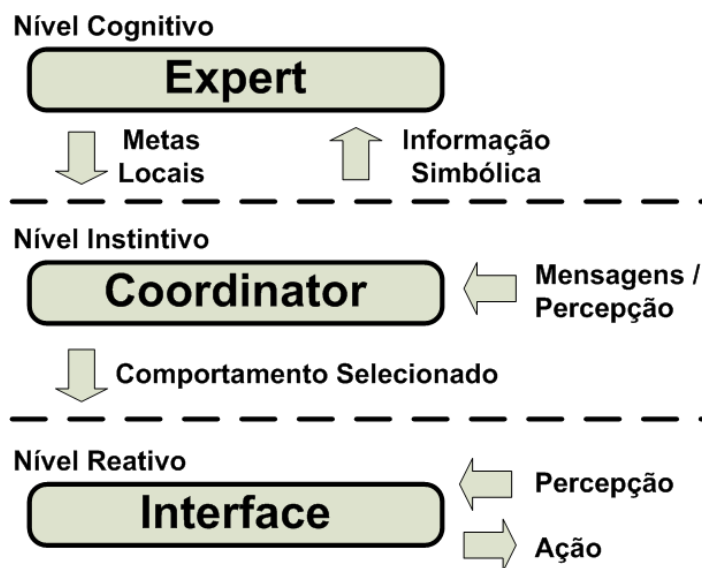 Nível Cognitivo
Expert
Metas
Locais
Informação
Simbólica
Nível Instintivo
Coordinator
Mensagens /
Percepção
Comportamento Selecionado
Nível Reativo
Interface
Percepção
Ação